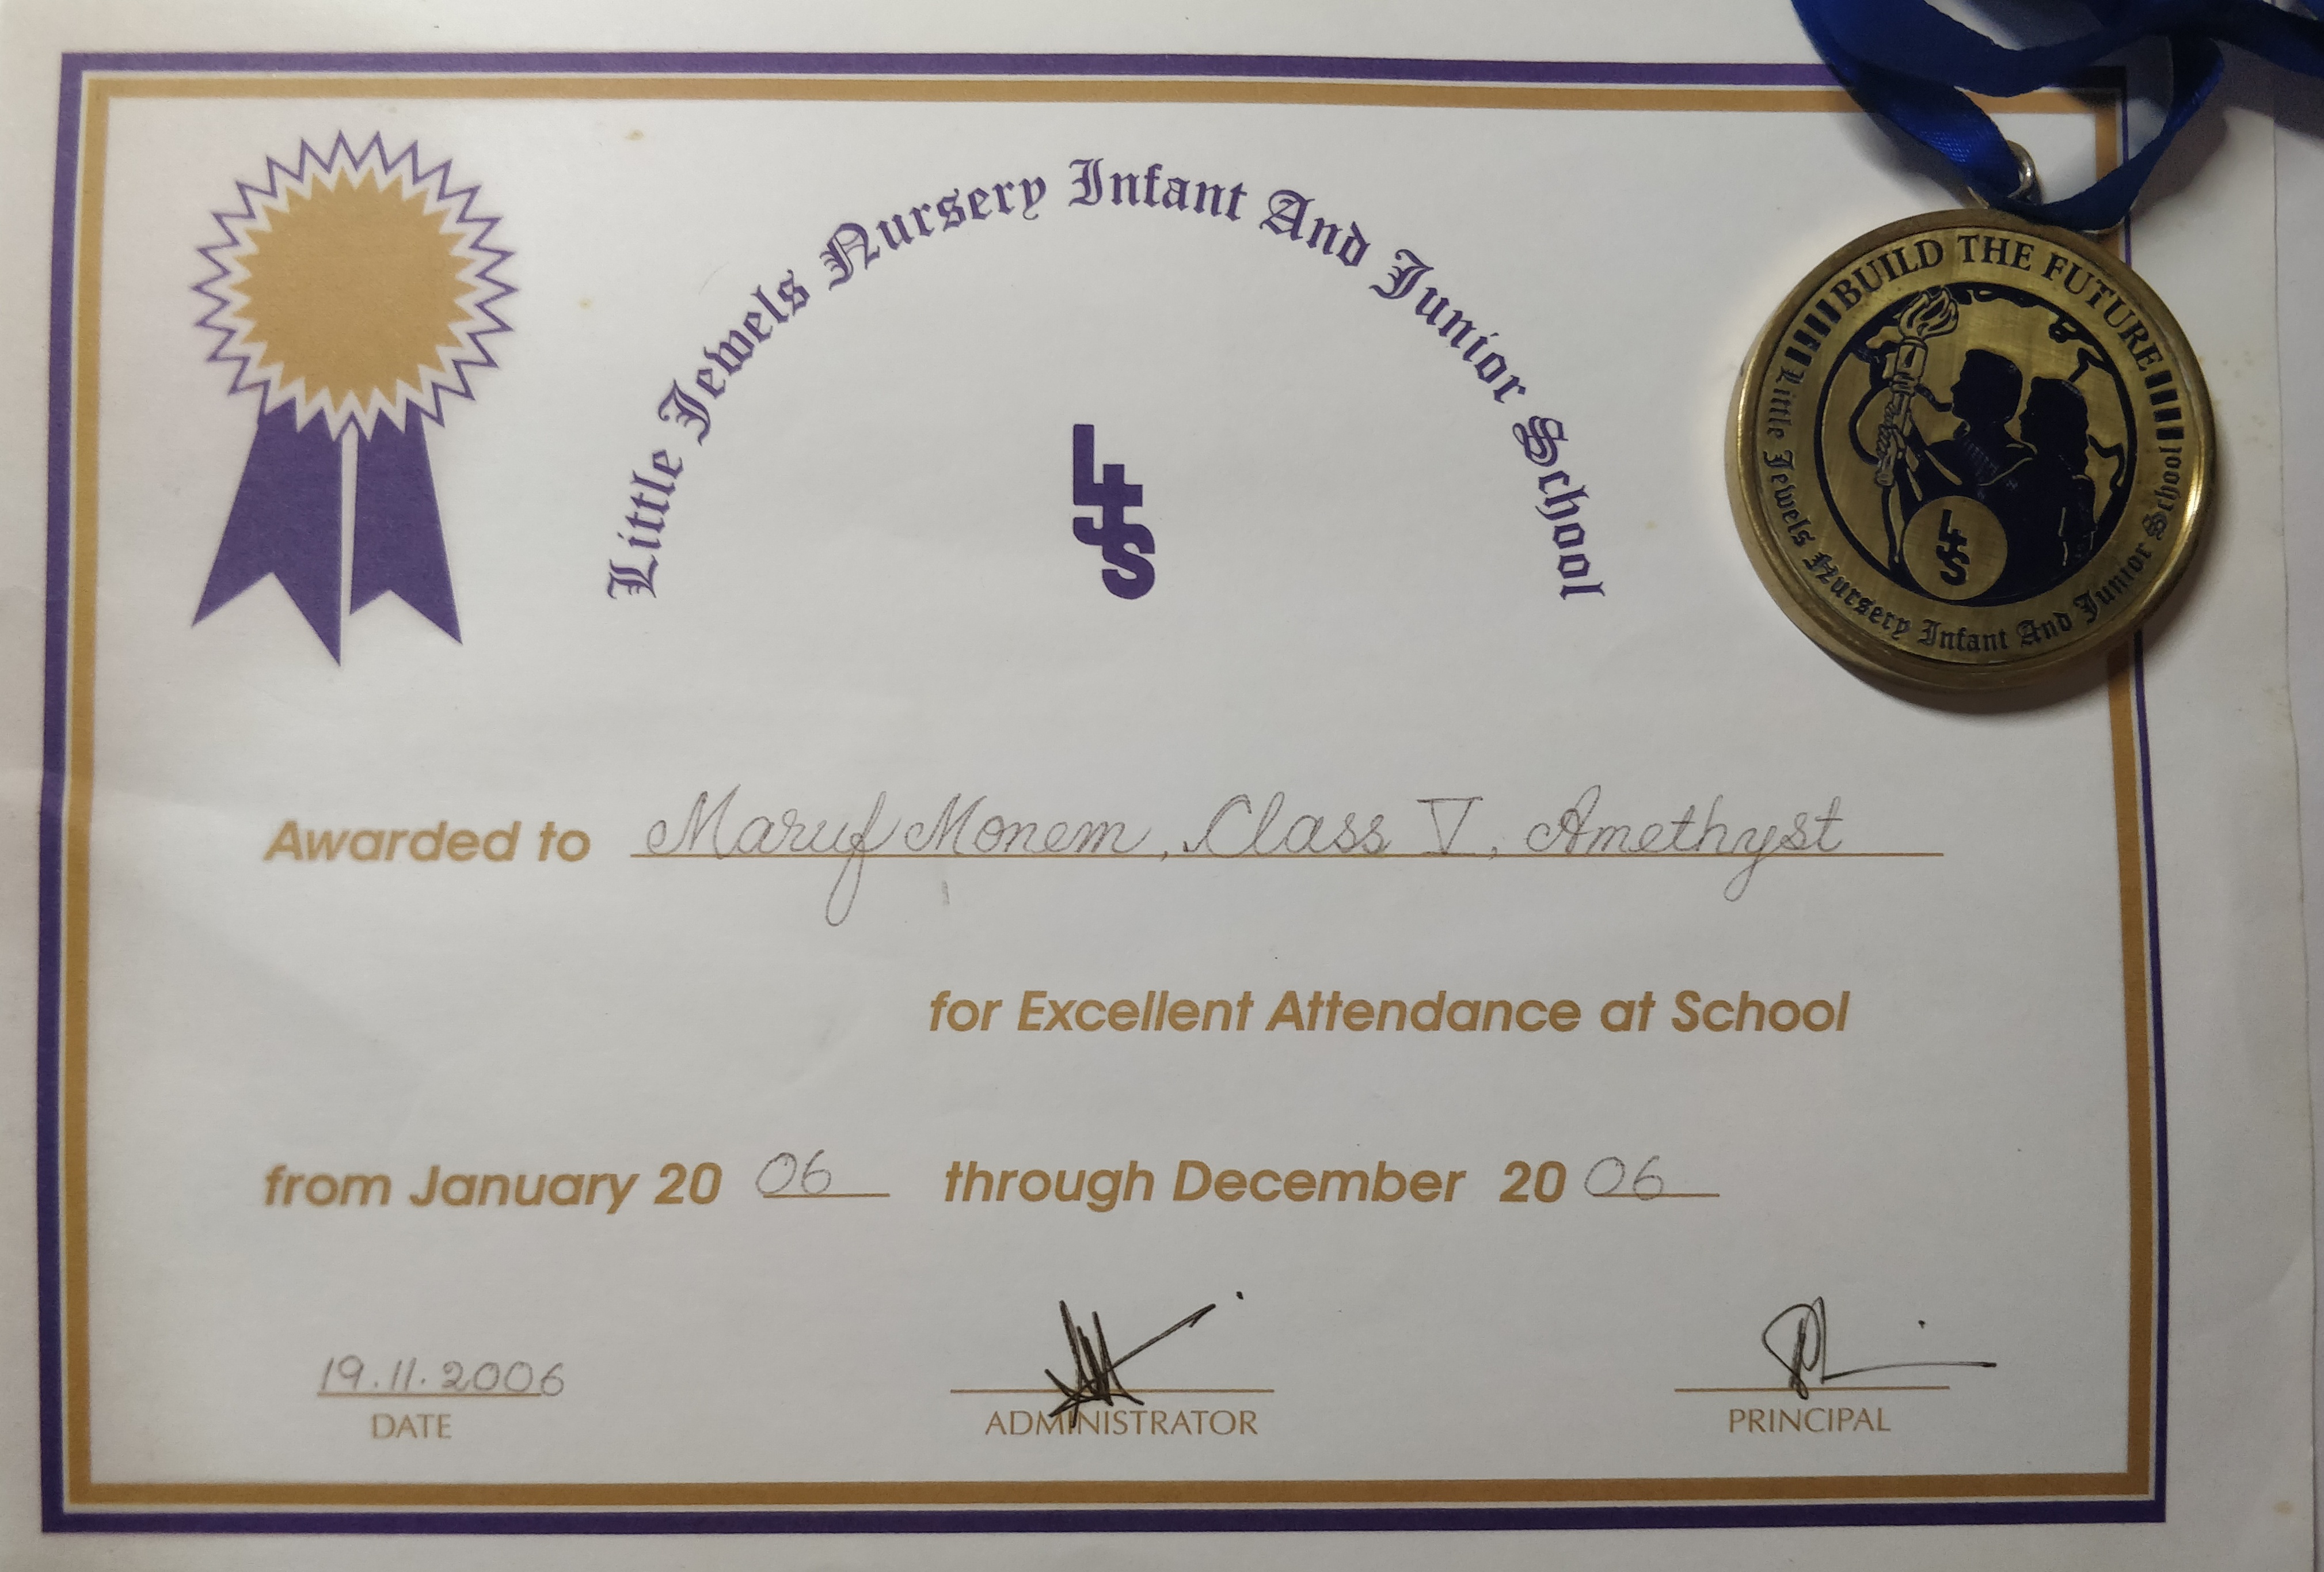 Little Jewels Nursery Infant And Junior School
LJS
BUILD THE FUTURE
Little Jewels Nursery Infant And Junior School
LJS
Awarded to Maruf Monem, Class V, Amethyst
for Excellent Attendance at School
from January 20 06 through December 20 06
19.11.2006
DATE
ADMINISTRATOR
PRINCIPAL